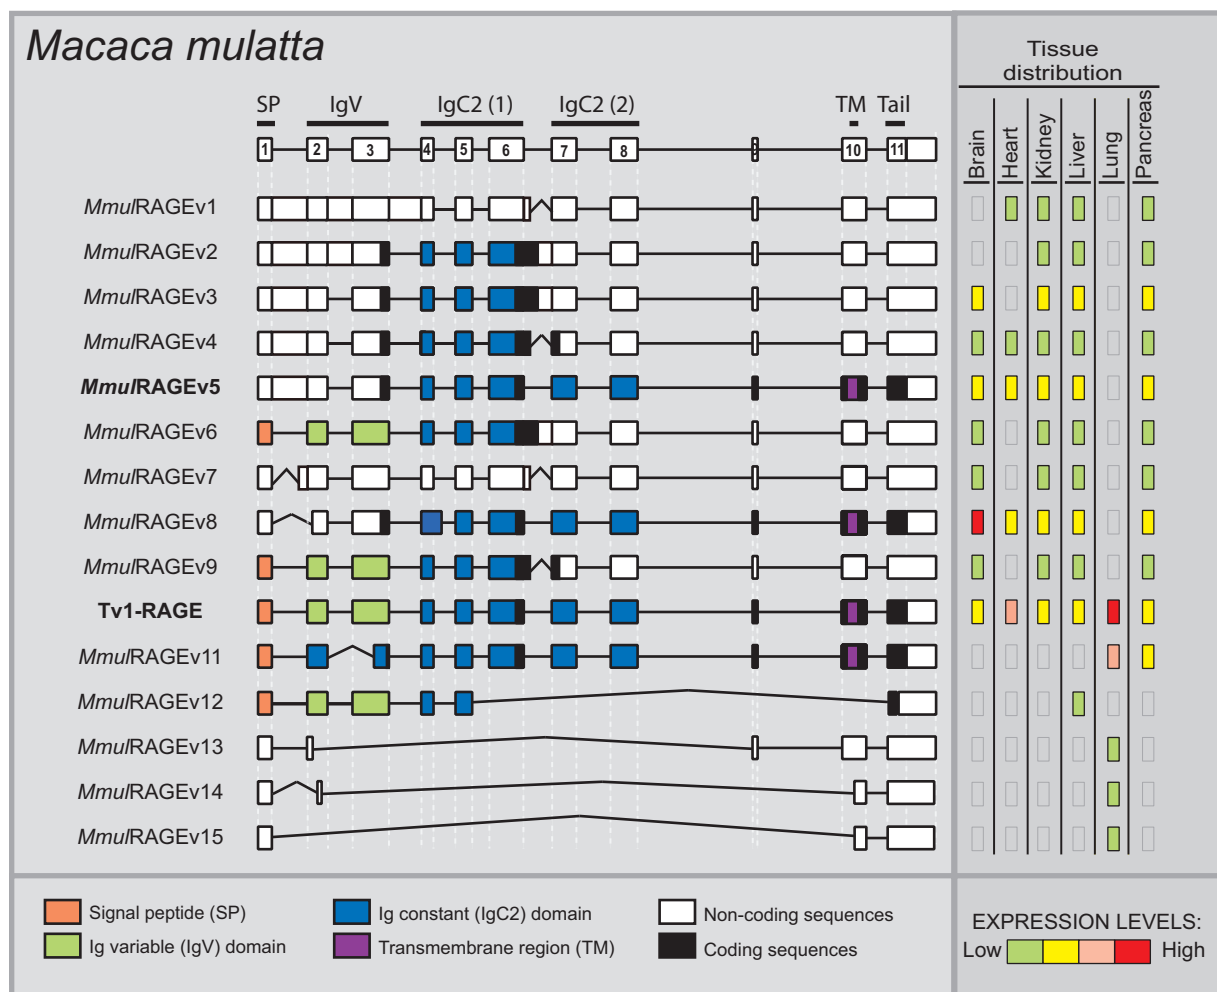 Macaca mulatta
Tissue
distribution
SP IgV IgC2 (1) IgC2 (2) TM Tail
Brain Heart Kidney Liver Lung Pancreas
1 2 3 4 5 6 7 8 10 11
MmulRAGEv1
MmulRAGEv2
MmulRAGEv3
MmulRAGEv4
MmulRAGEv5
MmulRAGEv6
MmulRAGEv7
MmulRAGEv8
MmulRAGEv9
Tv1-RAGE
MmulRAGEv11
MmulRAGEv12
MmulRAGEv13
MmulRAGEv14
MmulRAGEv15
Signal peptide (SP)
Ig variable (IgV) domain
Ig constant (IgC2) domain
Transmembrane region (TM)
Non-coding sequences
Coding sequences
EXPRESSION LEVELS:
Low High